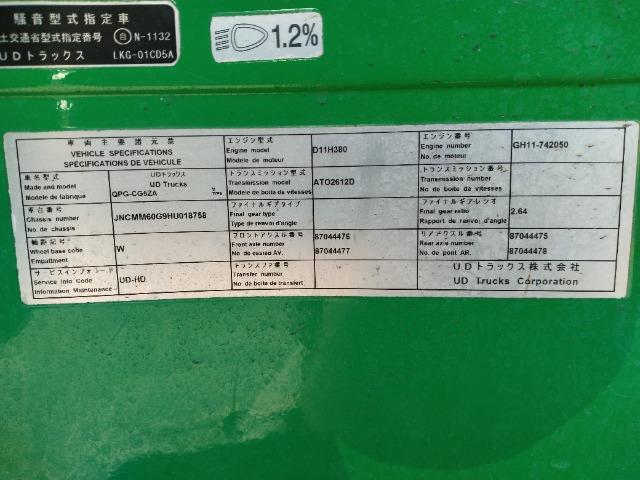 騒音型式指定車
土交通省型式指定番号 自 N-1132
UDトラックス LKG-01CD5A
1.2%
車両主要諸元票
VEHICLE SPECIFICATIONS
SPECIFICATIONS DE VEHICULE
車名型式 UDトラックス
Made and model UD Trucks
Modele de fabrique QPG-CG5ZA TYPE
車台番号
Chassis number JNCMM60G9HU018758
No. de chassis
軸距記号
Wheel base code W
Empattment
サービスインフォコード
Service Info Code UD-HD
Information Maintenance
エンジン型式
Engine model D11H380
Modele de moteur
トランスミッション型式
Transmission model ATO2612D
Modele de boite de vitesses
ファイナルギアタイプ
Final gear type
Type de reavoi d'angle
フロントアクスル番号 87044476
Front axle number 87044477
No. de essieu AV.
トランスファ番号
Transfer number
No. de boite de transfert
エンジン番号
Engine number GH11-742050
No. de moteur
トランスミッション番号
Transmission number
No. de boite de vitesses
ファイナルギアレシオ
Final gear ratio 2.64
Rapport de renvoi d'angle
リアアクスル番号 87044475
Rear axle number 87044478
No. de pont AR.
UDトラックス株式会社
UD Trucks Corporation